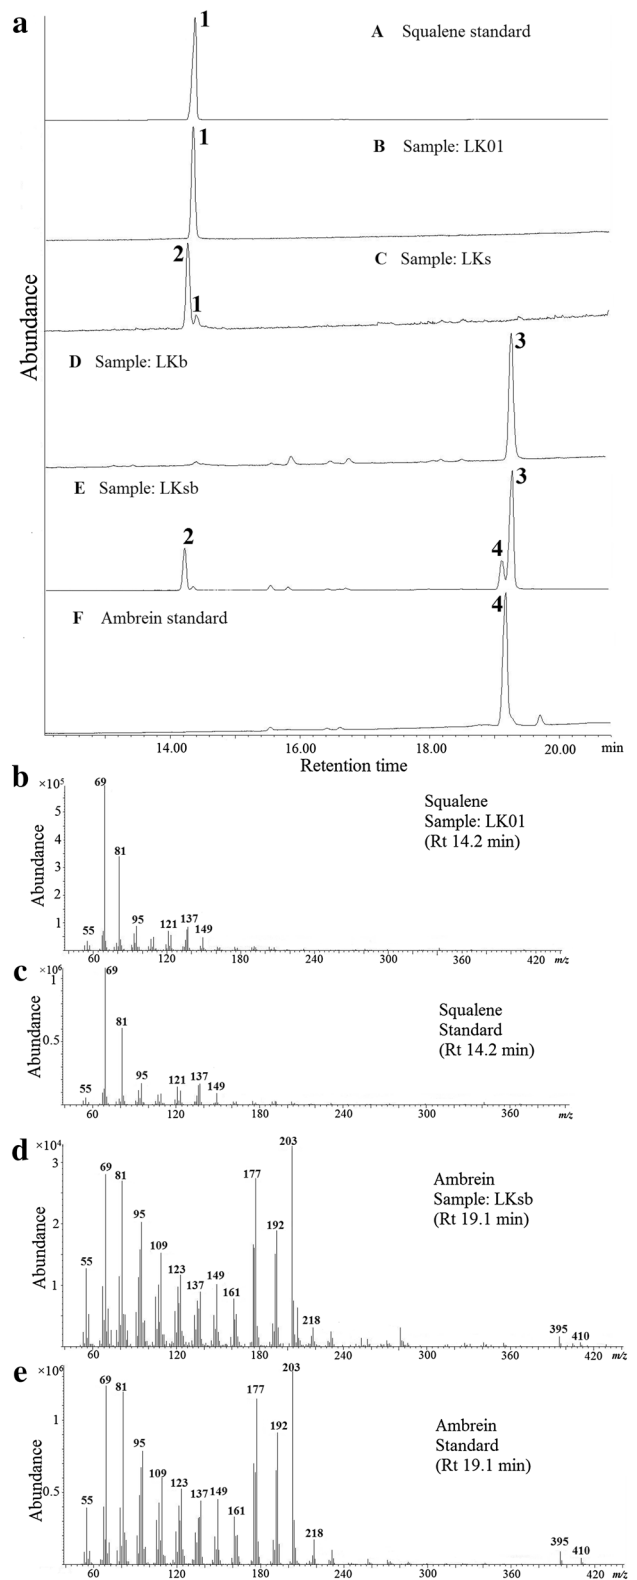 a
1
A Squalene standard
1
B Sample: LK01
2
1
C Sample: LKs
Abundance
D Sample: LKb
3
E Sample: LKsb
3
2
4
F Ambrein standard
4
14.00 16.00 18.00 20.00 min
Retention time
b
×10⁵
69
5
4
3
2
1
Abundance
81
55
95
121
137
149
Squalene
Sample: LK01
(Rt 14.2 min)
60 120 180 240 300 360 420 m/z
c
×10⁶
69
1
0.5
Abundance
81
55
95
121
137
149
Squalene
Standard
(Rt 14.2 min)
60 120 180 240 300 360 m/z
d
×10⁴
3
2
1
Abundance
55
69
81
95
109
123
137
149
161
177
192
203
218
395
410
Ambrein
Sample: LKsb
(Rt 19.1 min)
60 120 180 240 300 360 420 m/z
e
×10⁶
1
0.5
Abundance
55
69
81
95
109
123
137
149
161
177
192
203
218
395
410
Ambrein
Standard
(Rt 19.1 min)
60 120 180 240 300 360 420 m/z